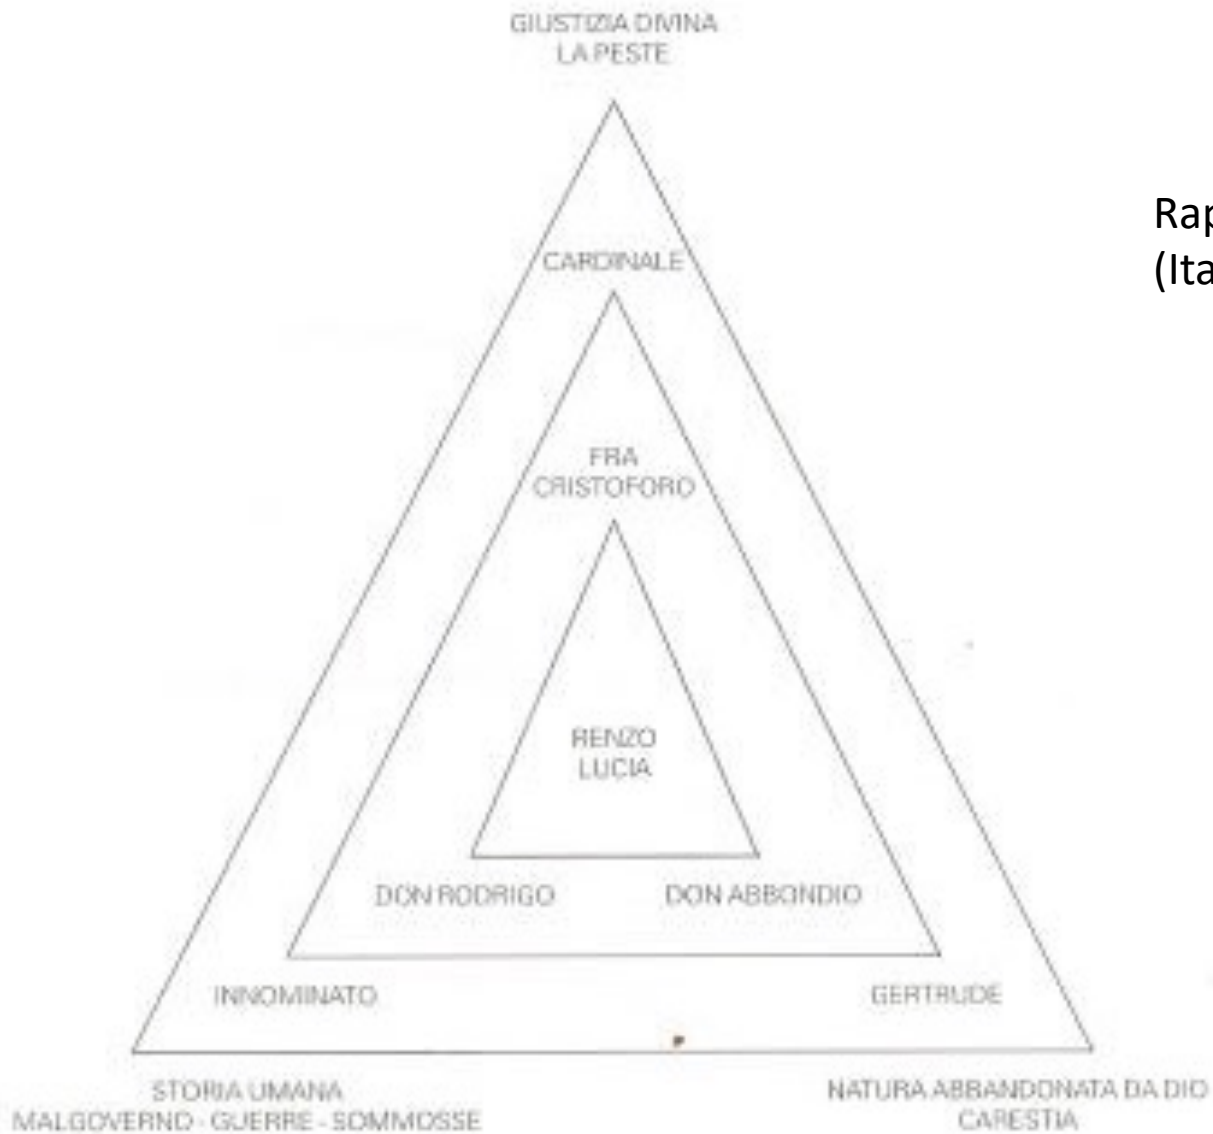 GIUSTIZIA DIVINA
LA PESTE
Rap
(Ita
CARDINALE
FRA
CRISTOFORO
RENZO
LUCIA
DON RODRIGO
DON ABBONDIO
INNOMINATO
GERTRUDE
STORIA UMANA
MALGOVERNO - GUERRE - SOMMOSSE
NATURA ABBANDONATA DA DIO
CARESTIA